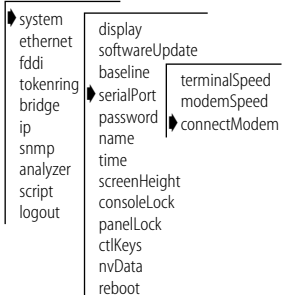 system
ethernet
fddi
tokenring
bridge
ip
snmp
analyzer
script
logout
display
softwareUpdate
baseline
serialPort
password
name
time
screenHeight
consoleLock
panelLock
ctlKeys
nvData
reboot
terminalSpeed
modemSpeed
connectModem